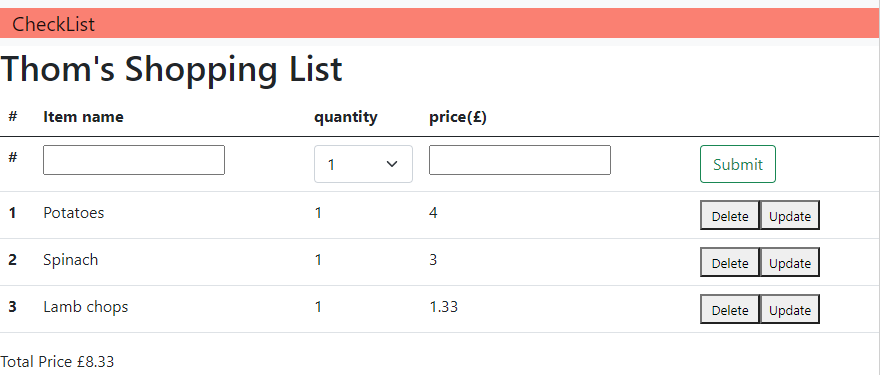 CheckList
Thom's Shopping List
# Item name quantity price(£)
# 1 Submit
1 Potatoes 1 4 Delete Update
2 Spinach 1 3 Delete Update
3 Lamb chops 1 1.33 Delete Update
Total Price £8.33